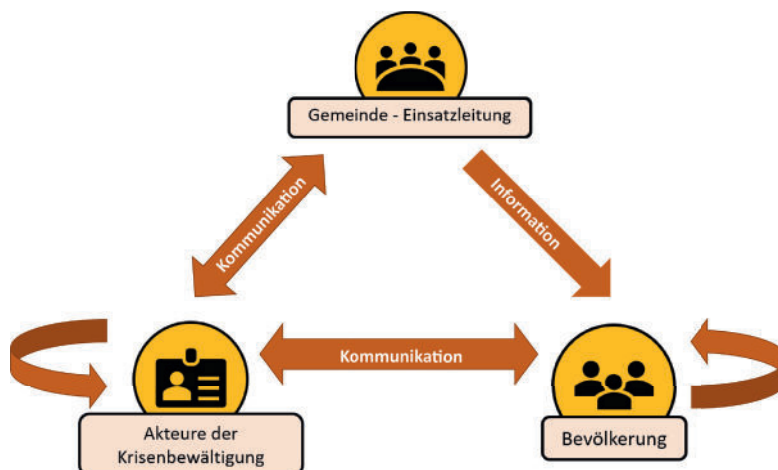 Gemeinde - Einsatzleitung
Kommunikation
Information
Kommunikation
Akteure der
Krisenbewältigung
Bevölkerung